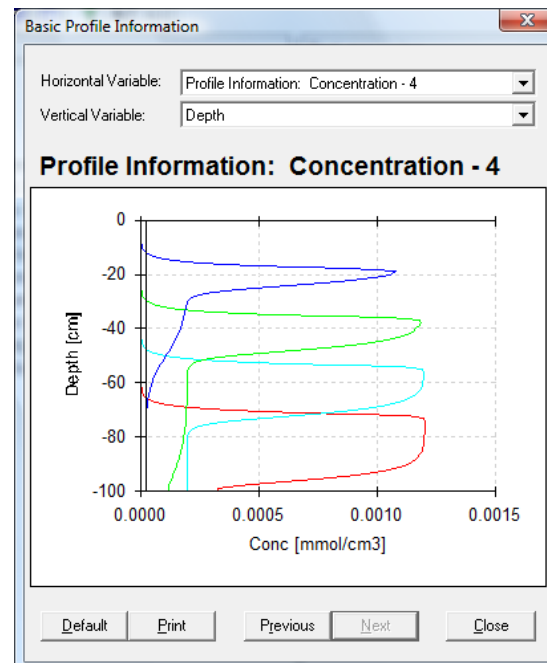 Basic Profile Information
Horizontal Variable: Profile Information: Concentration - 4
Vertical Variable: Depth
Profile Information: Concentration - 4
0
-20
-40
-60
-80
-100
Depth [cm]
0.0000 0.0005 0.0010 0.0015
Conc [mmol/cm3]
Default Print Previous Next Close